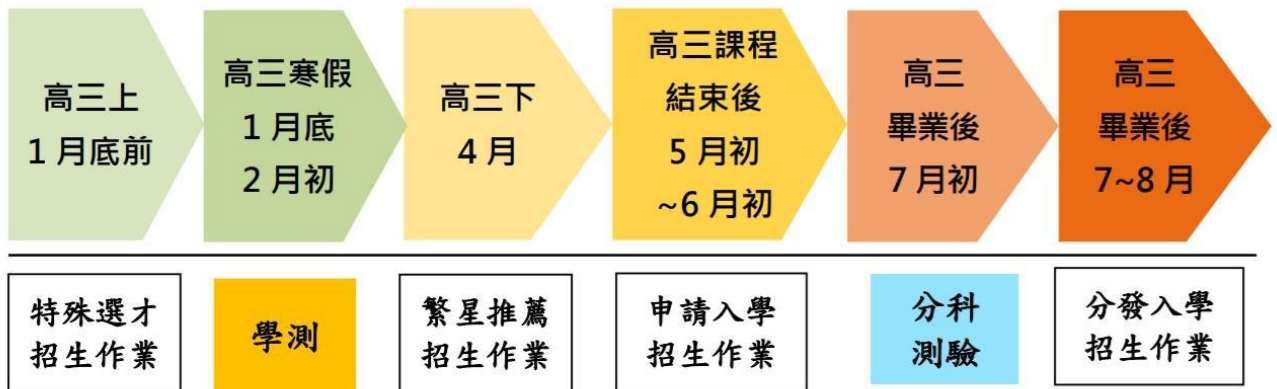 高三上
1 月底前
高三寒假
1 月底
2 月初
高三下
4 月
高三課程
結束後
5 月初
~6 月初
高三
畢業後
7 月初
高三
畢業後
7~8 月
特殊選才
招生作業
學測
繁星推薦
招生作業
申請入學
招生作業
分科
測驗
分發入學
招生作業